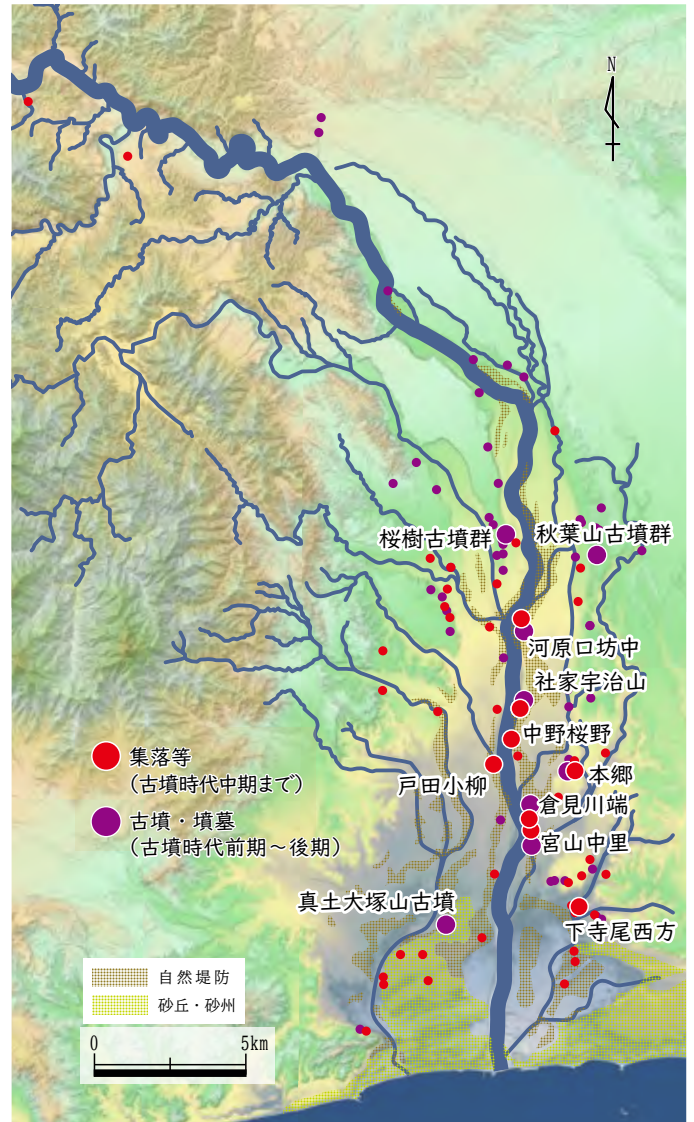 N
桜樹古墳群
秋葉山古墳群
河原口坊中
社家宇治山
中野桜野
戸田小柳
本郷
倉見川端
宮山中里
真土大塚山古墳
下寺尾西方
集落等
(古墳時代中期まで)
古墳・墳墓
(古墳時代前期～後期)
自然堤防
砂丘・砂州
0 5km